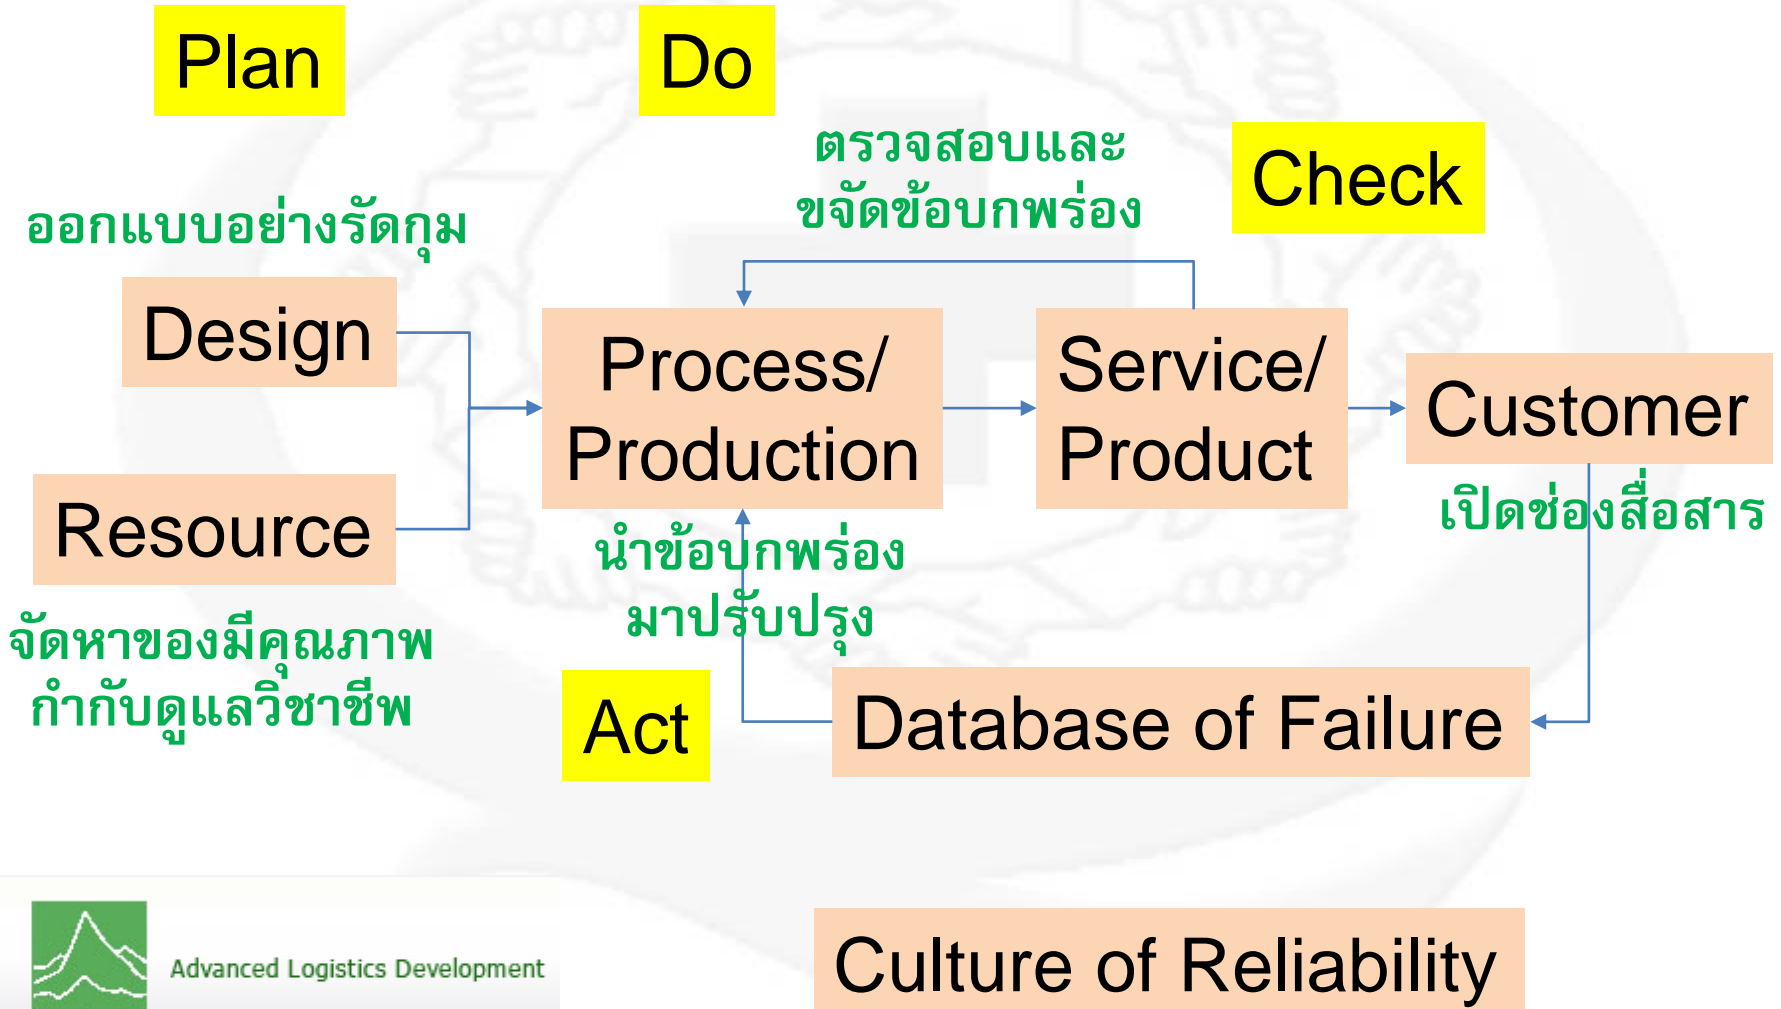 Plan
Do
ตรวจสอบและ
ขจัดข้อบกพร่อง
Check
ออกแบบอย่างรัดกุม
Design
Process/
Production
Service/
Product
Customer
Resource
เปิดช่องสื่อสาร
นำข้อบกพร่อง
มาปรับปรุง
จัดหาของมีคุณภาพ
กำกับดูแลวิชาชีพ
Act
Database of Failure
Advanced Logistics Development
Culture of Reliability